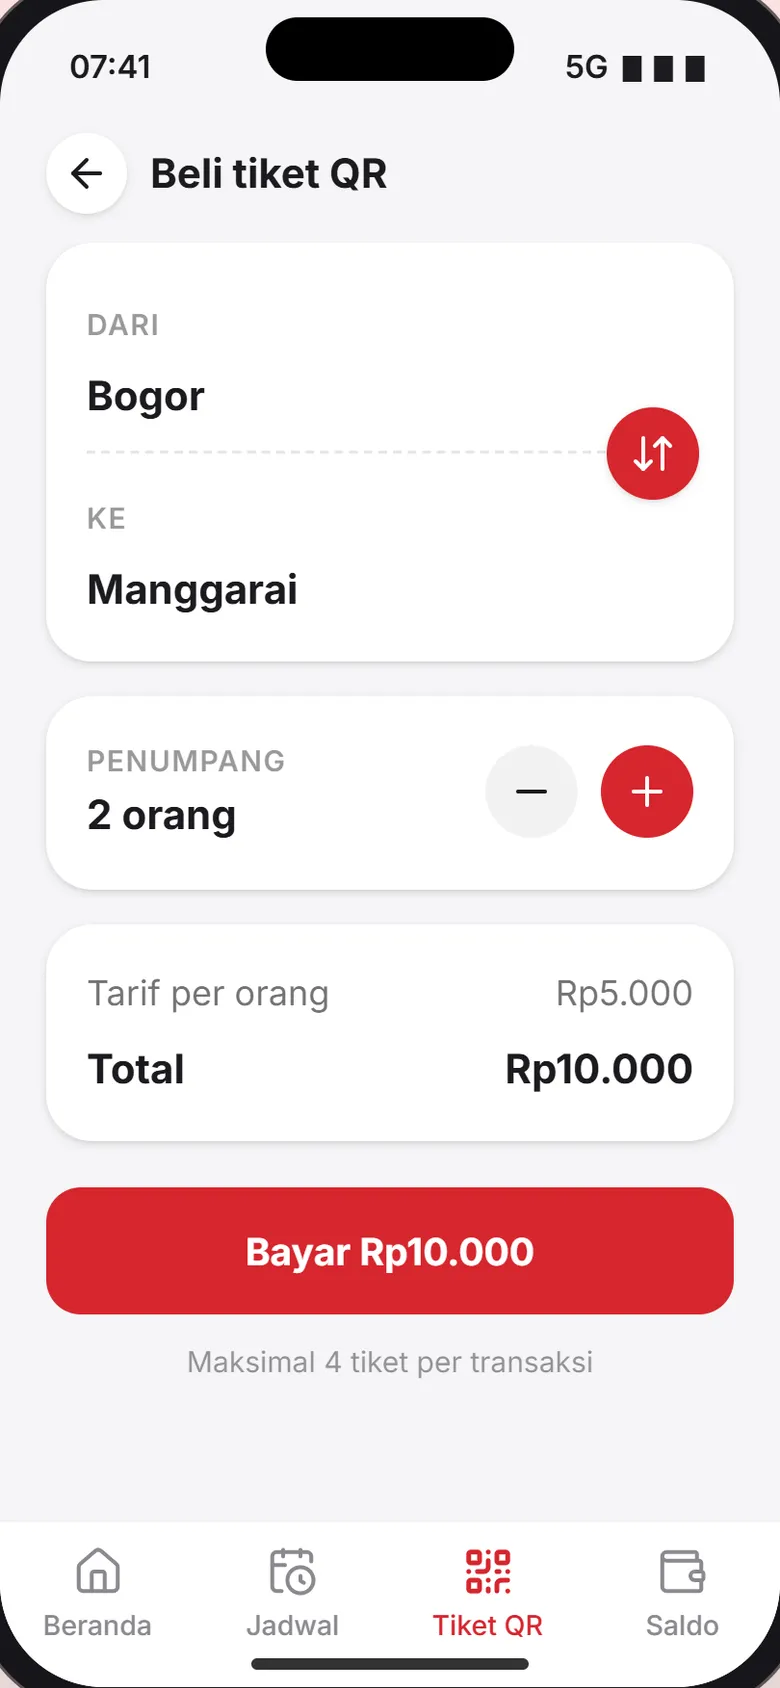 07:41
5G
Beli tiket QR
DARI
Bogor
KE
Manggarai
PENUMPANG
2 orang
Tarif per orang Rp5.000
Total Rp10.000
Bayar Rp10.000
Maksimal 4 tiket per transaksi
Beranda Jadwal Tiket QR Saldo